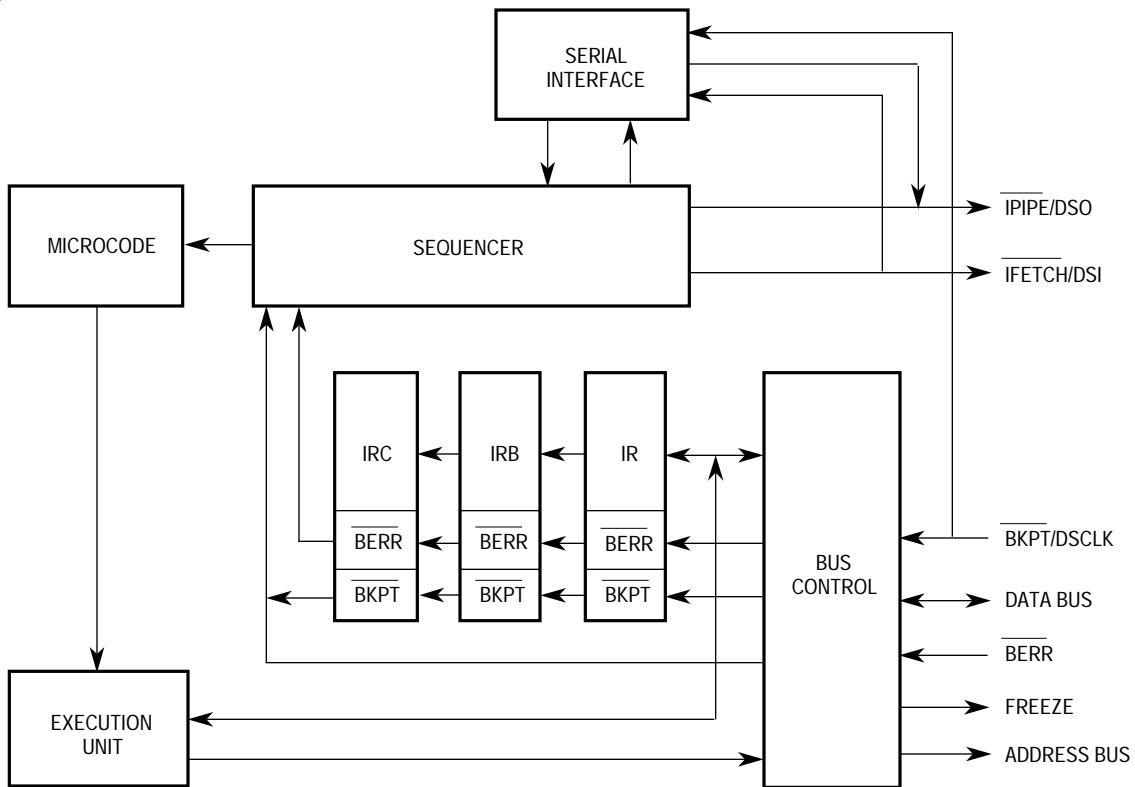 SERIAL
INTERFACE
IPIPE/DSO
MICROCODE
SEQUENCER
IFETCH/DSI
IRC
IRB
IR
BERR
BERR
BERR
BKPT
BKPT
BKPT
BUS
CONTROL
BKPT/DSCLK
DATA BUS
BERR
FREEZE
ADDRESS BUS
EXECUTION
UNIT